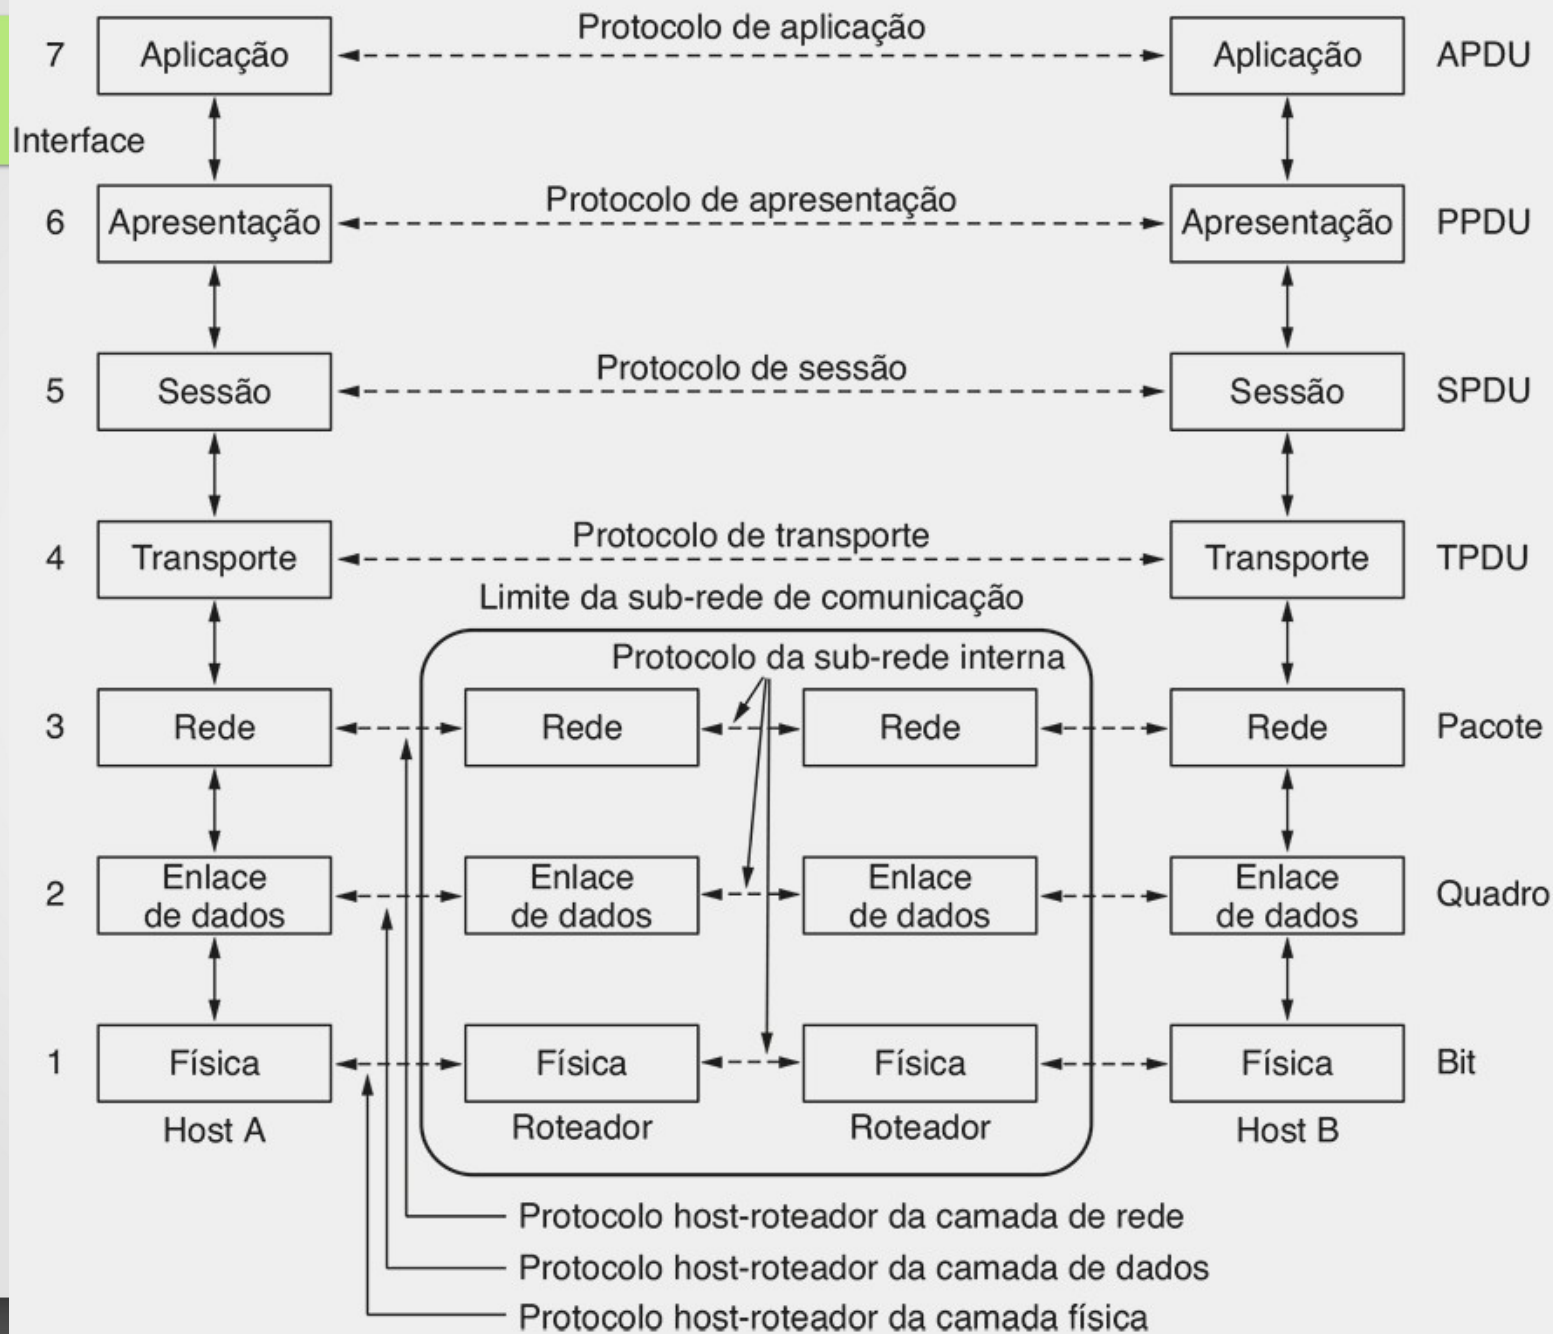 Protocolo de aplicação
7 Aplicação Aplicação APDU
Interface
Protocolo de apresentação
6 Apresentação Apresentação PPDU
Protocolo de sessão
5 Sessão Sessão SPDU
Protocolo de transporte
4 Transporte Transporte TPDU
Limite da sub-rede de comunicação
Protocolo da sub-rede interna
3 Rede Rede Rede Rede Pacote
2 Enlace Enlace Enlace Enlace Quadro
de dados de dados de dados de dados
1 Física Física Física Física Bit
Host A Roteador Roteador Host B
Protocolo host-roteador da camada de rede
Protocolo host-roteador da camada de dados
Protocolo host-roteador da camada física